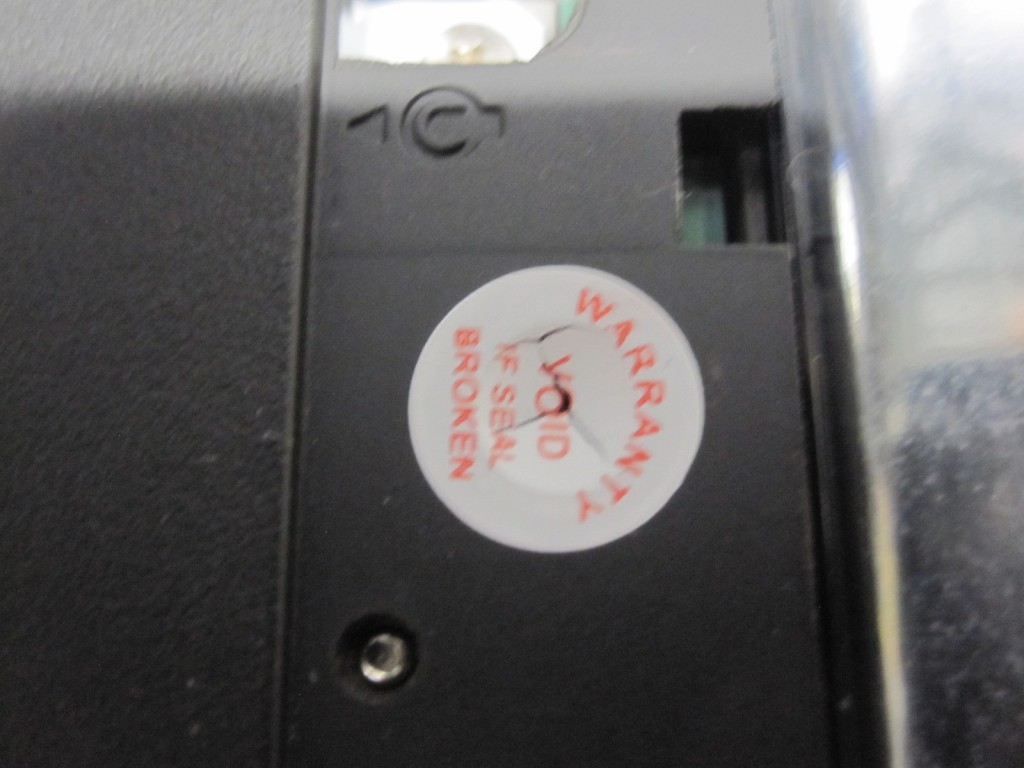 WARRANTY
VOID
IF SEAL
BROKEN